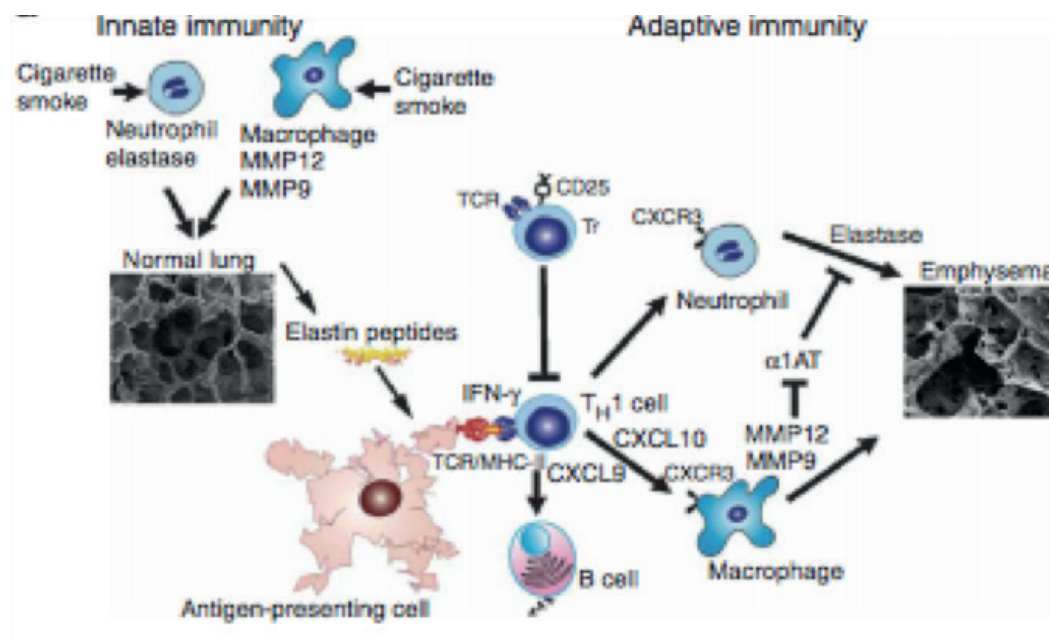 Innate immunity
Adaptive immunity
Cigarette
smoke
Cigarette
smoke
Neutrophil
elastase
Macrophage
MMP12
MMP9
Normal lung
Elastin peptides
TCR
CD25
Tr
CXCR3
Neutrophil
Elastase
Emphysema
α1AT
IFN-γ
TH1 cell
CXCL10
TCR/MHC-II
CXCL9
CXCR3
MMP12
MMP9
B cell
Macrophage
Antigen-presenting cell